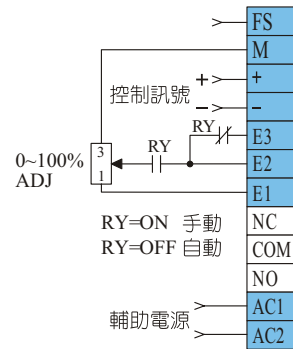 FS
M
控制訊號
+
+
−
−
RY
E3
0~100%
ADJ
3
1
RY
E2
E1
RY=ON 手動
NC
RY=OFF 自動
COM
NO
輔助電源
AC1
AC2